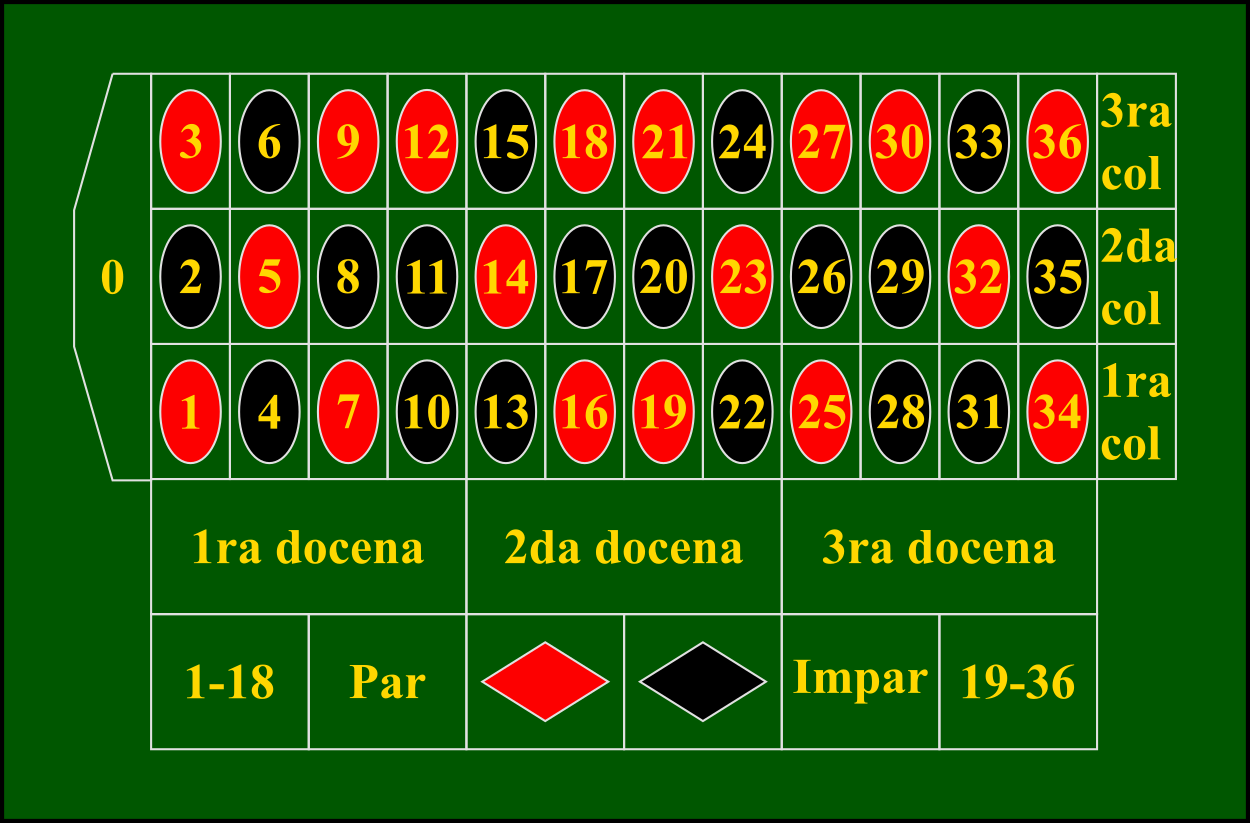 3 6 9 12 15 18 21 24 27 30 33 36 3ra
col
0 2 5 8 11 14 17 20 23 26 29 32 35 2da
col
1 4 7 10 13 16 19 22 25 28 31 34 1ra
col
1ra docena 2da docena 3ra docena
1-18 Par Impar 19-36